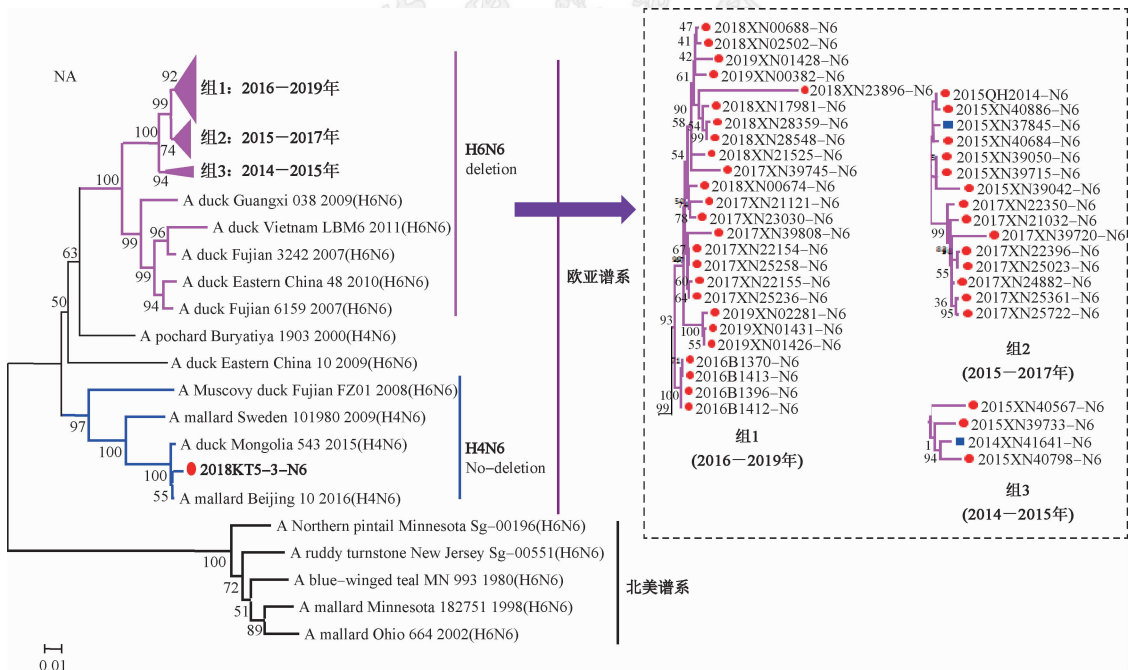 NA
92
组1：2016－2019年
99
100
组2：2015－2017年
74
组3：2014－2015年
94
H6N6
deletion
100
A duck Guangxi 038 2009(H6N6)
99
96
A duck Vietnam LBM6 2011(H6N6)
A duck Fujian 3242 2007(H6N6)
99
A duck Eastern China 48 2010(H6N6)
94
A duck Fujian 6159 2007(H6N6)
63
50
A pochard Buryatiya 1903 2000(H4N6)
A duck Eastern China 10 2009(H6N6)
欧亚谱系
A Muscovy duck Fujian FZ01 2008(H6N6)
97
A mallard Sweden 101980 2009(H4N6)
100
A duck Mongolia 543 2015(H4N6)
100
2018KT5-3-N6
55
A mallard Beijing 10 2016(H4N6)
H4N6
No-deletion
A Northern pintail Minnesota Sg-00196(H6N6)
100
A ruddy turnstone New Jersey Sg-00551(H6N6)
72
A blue-winged teal MN 993 1980(H6N6)
51
A mallard Minnesota 182751 1998(H6N6)
89
A mallard Ohio 664 2002(H6N6)
北美谱系
0.01
47
2018XN00688-N6
41
2018XN02502-N6
42
2019XN01428-N6
61
2019XN00382-N6
2018XN23896-N6
90
2018XN17981-N6
58
54
2018XN28359-N6
99
2018XN28548-N6
54
2018XN21525-N6
2017XN39745-N6
2018XN00674-N6
2017XN21121-N6
78
2017XN23030-N6
2017XN39808-N6
67
2017XN22154-N6
2017XN25258-N6
60
2017XN22155-N6
64
2017XN25236-N6
93
2019XN02281-N6
100
2019XN01431-N6
55
2019XN01426-N6
2016B1370-N6
2016B1413-N6
100
2016B1396-N6
99
2016B1412-N6
组1
(2016－2019年)
2015QH2014-N6
2015XN40886-N6
2015XN37845-N6
2015XN40684-N6
2015XN39050-N6
2015XN39715-N6
2015XN39042-N6
2017XN22350-N6
2017XN21032-N6
99
2017XN39720-N6
2017XN22396-N6
55
2017XN25023-N6
2017XN24882-N6
36
2017XN25361-N6
95
2017XN25722-N6
组2
(2015－2017年)
2015XN40567-N6
2015XN39733-N6
1
2014XN41641-N6
94
2015XN40798-N6
组3
(2014－2015年)